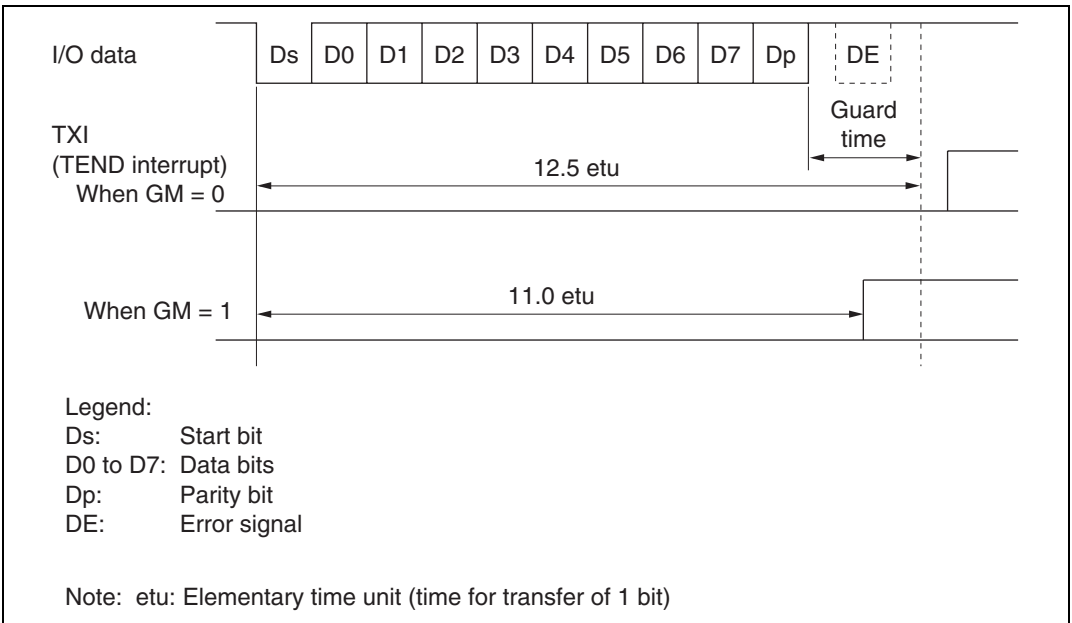 I/O data
Ds D0 D1 D2 D3 D4 D5 D6 D7 Dp DE
Guard
time
TXI
(TEND interrupt)
When GM = 0
12.5 etu
11.0 etu
When GM = 1
Legend:
Ds: Start bit
D0 to D7: Data bits
Dp: Parity bit
DE: Error signal
Note: etu: Elementary time unit (time for transfer of 1 bit)